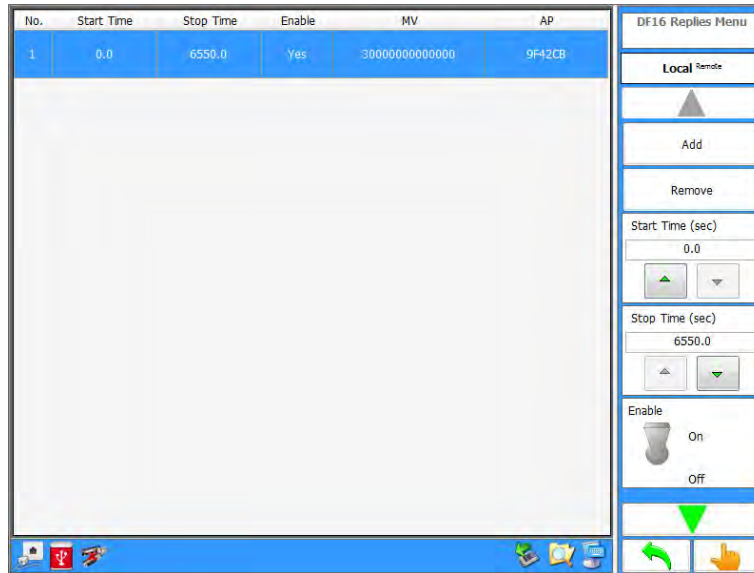 No. Start Time Stop Time Enable MV AP
1 0.0 6550.0 Yes 30000000000000 9F42CB
DF16 Replies Menu
Local Remote
Add
Remove
Start Time (sec)
0.0
Stop Time (sec)
6550.0
Enable
On
Off